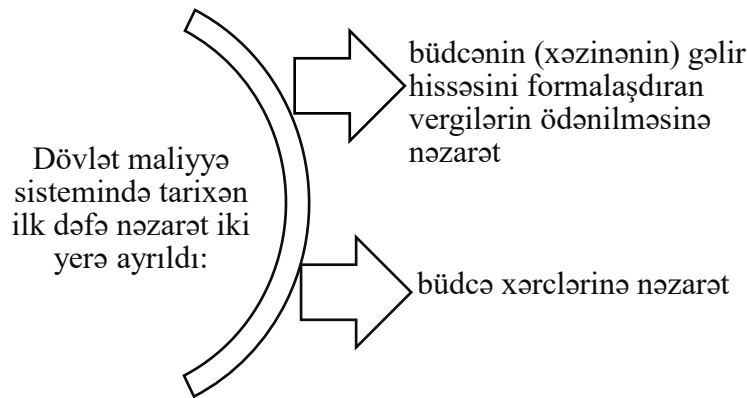 Dövlət maliyyə
sistemində tarixən
ilk dəfə nəzarət iki
yerə ayrıldı:
büdcənin (xəzinənin) gəlir
hissəsini formalaşdıran
vergilərin ödənilməsinə
nəzarət
büdcə xərclərinə nəzarət